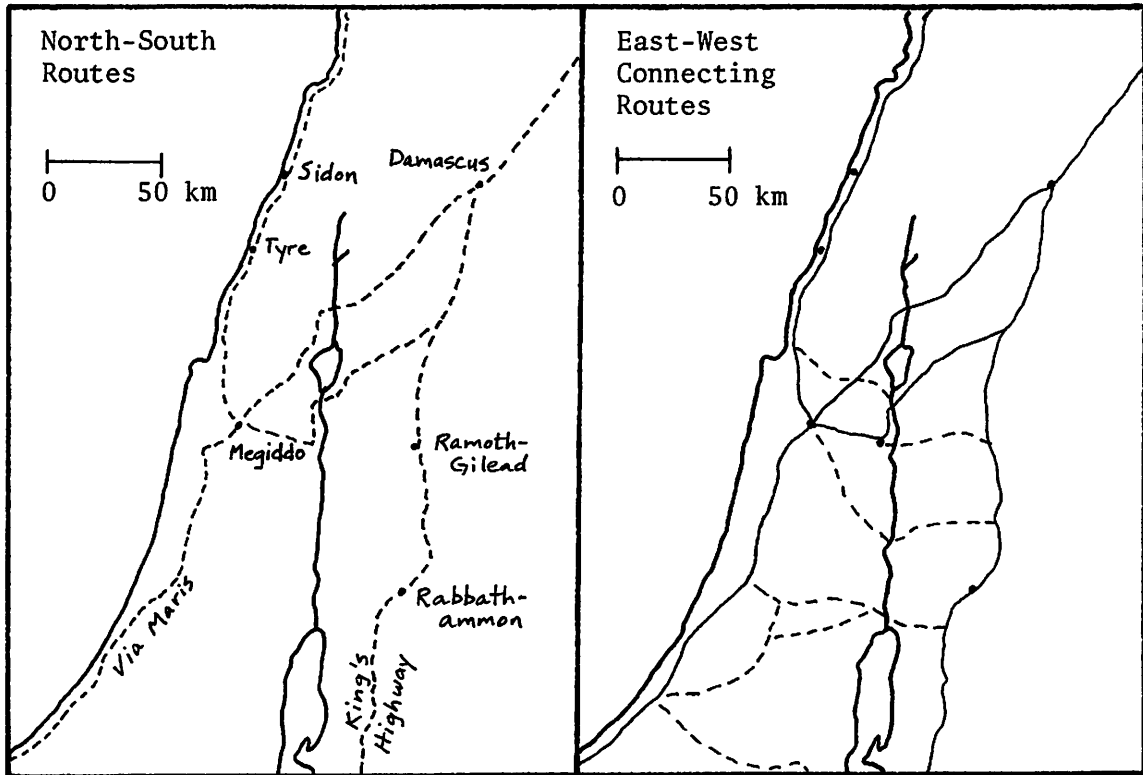 North-South
Routes
0 50 km
Sidon
Damascus
Tyre
Megiddo
Ramoth-
Gilead
Via Maris
Rabbath-
ammon
King's
Highway
East-West
Connecting
Routes
0 50 km